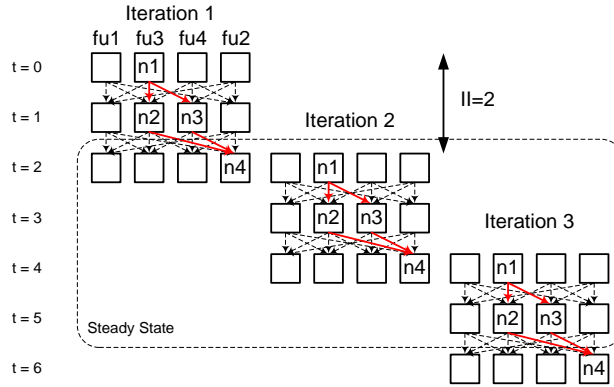 Iteration 1
fu1 fu3 fu4 fu2
t = 0 n1
II=2
t = 1 n2 n3
Iteration 2
t = 2 n4 n1
t = 3 n2 n3
Iteration 3
t = 4 n4 n1
t = 5 n2 n3
Steady State
t = 6 n4